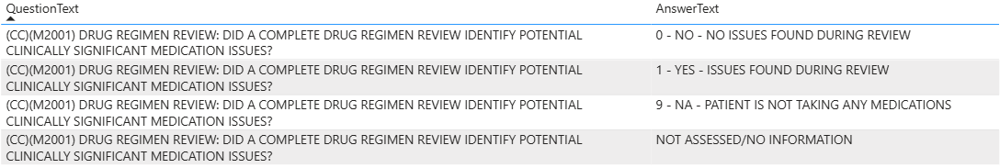 QuestionText AnswerText
(CC)(M2001) DRUG REGIMEN REVIEW: DID A COMPLETE DRUG REGIMEN REVIEW IDENTIFY POTENTIAL 0 - NO - NO ISSUES FOUND DURING REVIEW
CLINICALLY SIGNIFICANT MEDICATION ISSUES?
(CC)(M2001) DRUG REGIMEN REVIEW: DID A COMPLETE DRUG REGIMEN REVIEW IDENTIFY POTENTIAL 1 - YES - ISSUES FOUND DURING REVIEW
CLINICALLY SIGNIFICANT MEDICATION ISSUES?
(CC)(M2001) DRUG REGIMEN REVIEW: DID A COMPLETE DRUG REGIMEN REVIEW IDENTIFY POTENTIAL 9 - NA - PATIENT IS NOT TAKING ANY MEDICATIONS
CLINICALLY SIGNIFICANT MEDICATION ISSUES?
(CC)(M2001) DRUG REGIMEN REVIEW: DID A COMPLETE DRUG REGIMEN REVIEW IDENTIFY POTENTIAL NOT ASSESSED/NO INFORMATION
CLINICALLY SIGNIFICANT MEDICATION ISSUES?